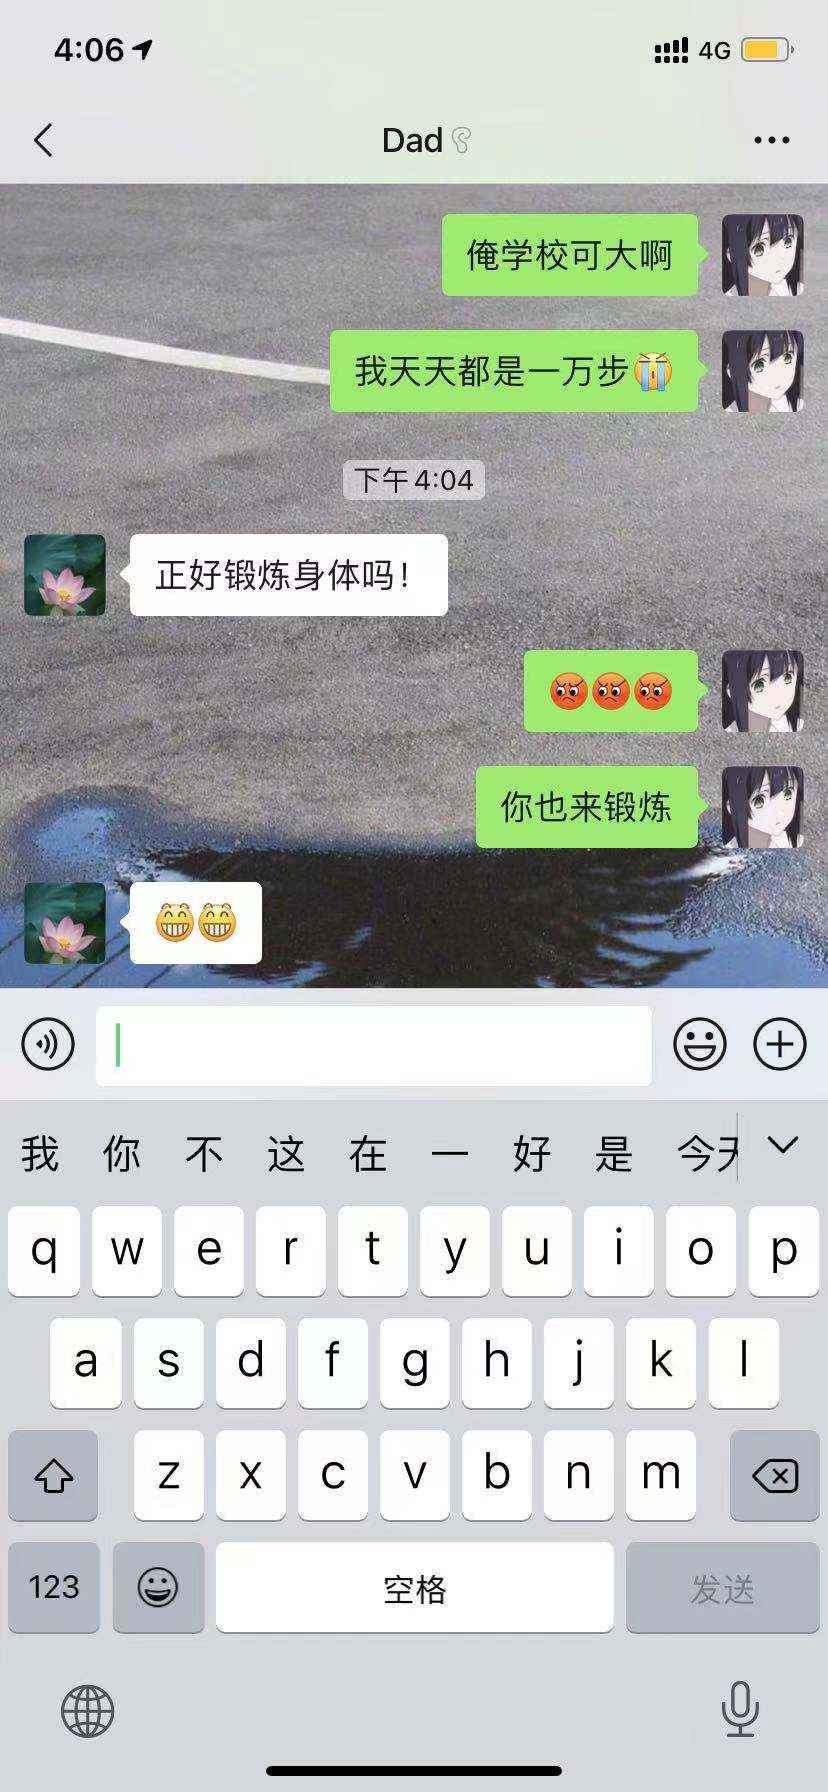 4:06
4G
Dad
俺学校可大啊
我天天都是一万步😭
下午 4:04
正好锻炼身体吗！
😡😡😡
你也来锻炼
😁😁
我 你 不 这 在 一 好 是 今天
q w e r t y u i o p
a s d f g h j k l
z x c v b n m
123 空格 发送